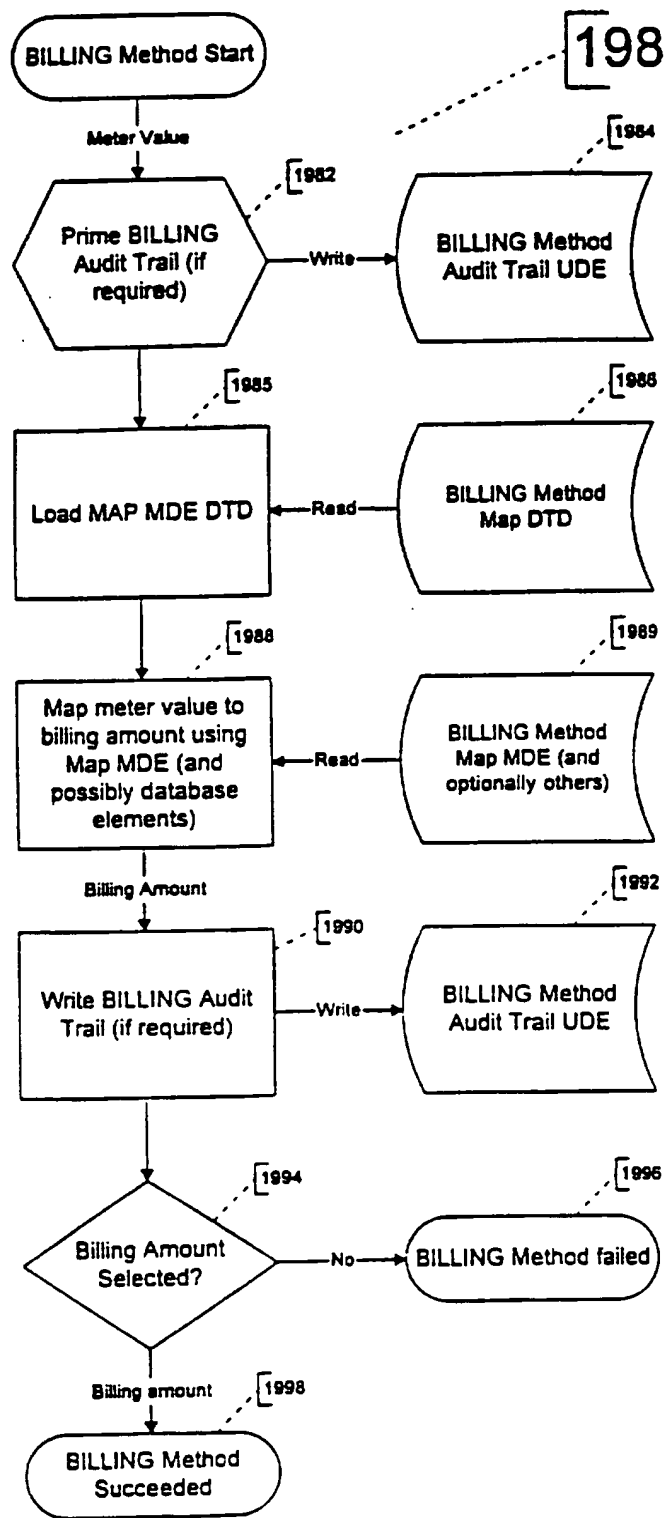 BILLING Method Start
198
Meter Value
1982
1984
Prime BILLING
Audit Trail (if
required)
Write
BILLING Method
Audit Trail UDE
1985
1986
Load MAP MDE DTD
Read
BILLING Method
Map DTD
1988
1989
Map meter value to
billing amount using
Map MDE (and
possibly database
elements)
Read
BILLING Method
Map MDE (and
optionally others)
Billing Amount
1990
1992
Write BILLING Audit
Trail (if required)
Write
BILLING Method
Audit Trail UDE
1994
1996
Billing Amount
Selected?
No
BILLING Method failed
Billing amount
1998
BILLING Method
Succeeded